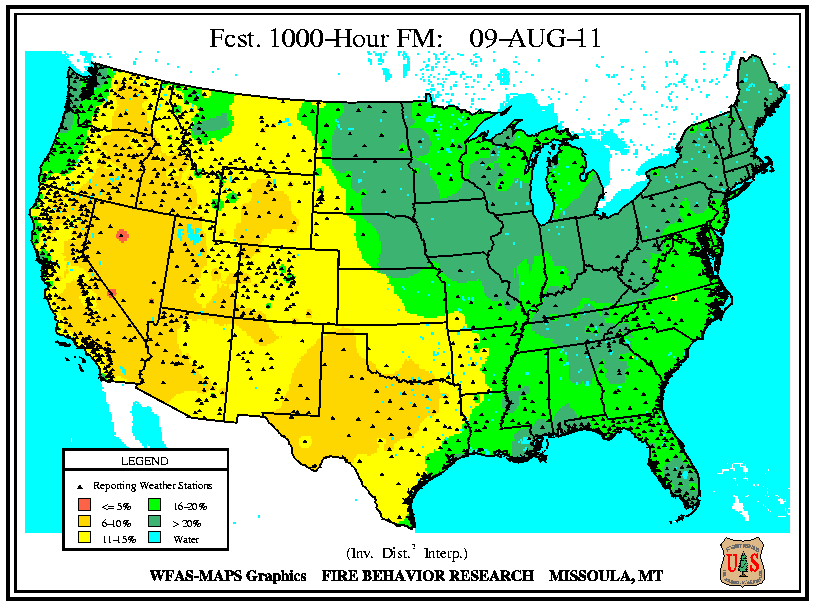 Fcst. 1000-Hour FM: 09-AUG-11
LEGEND
Reporting Weather Stations
<= 5% 16-20%
6-10% > 20%
11-15% Water
(Inv. Dist.² Interp.)
WFAS-MAPS Graphics FIRE BEHAVIOR RESEARCH MISSOULA, MT
U S